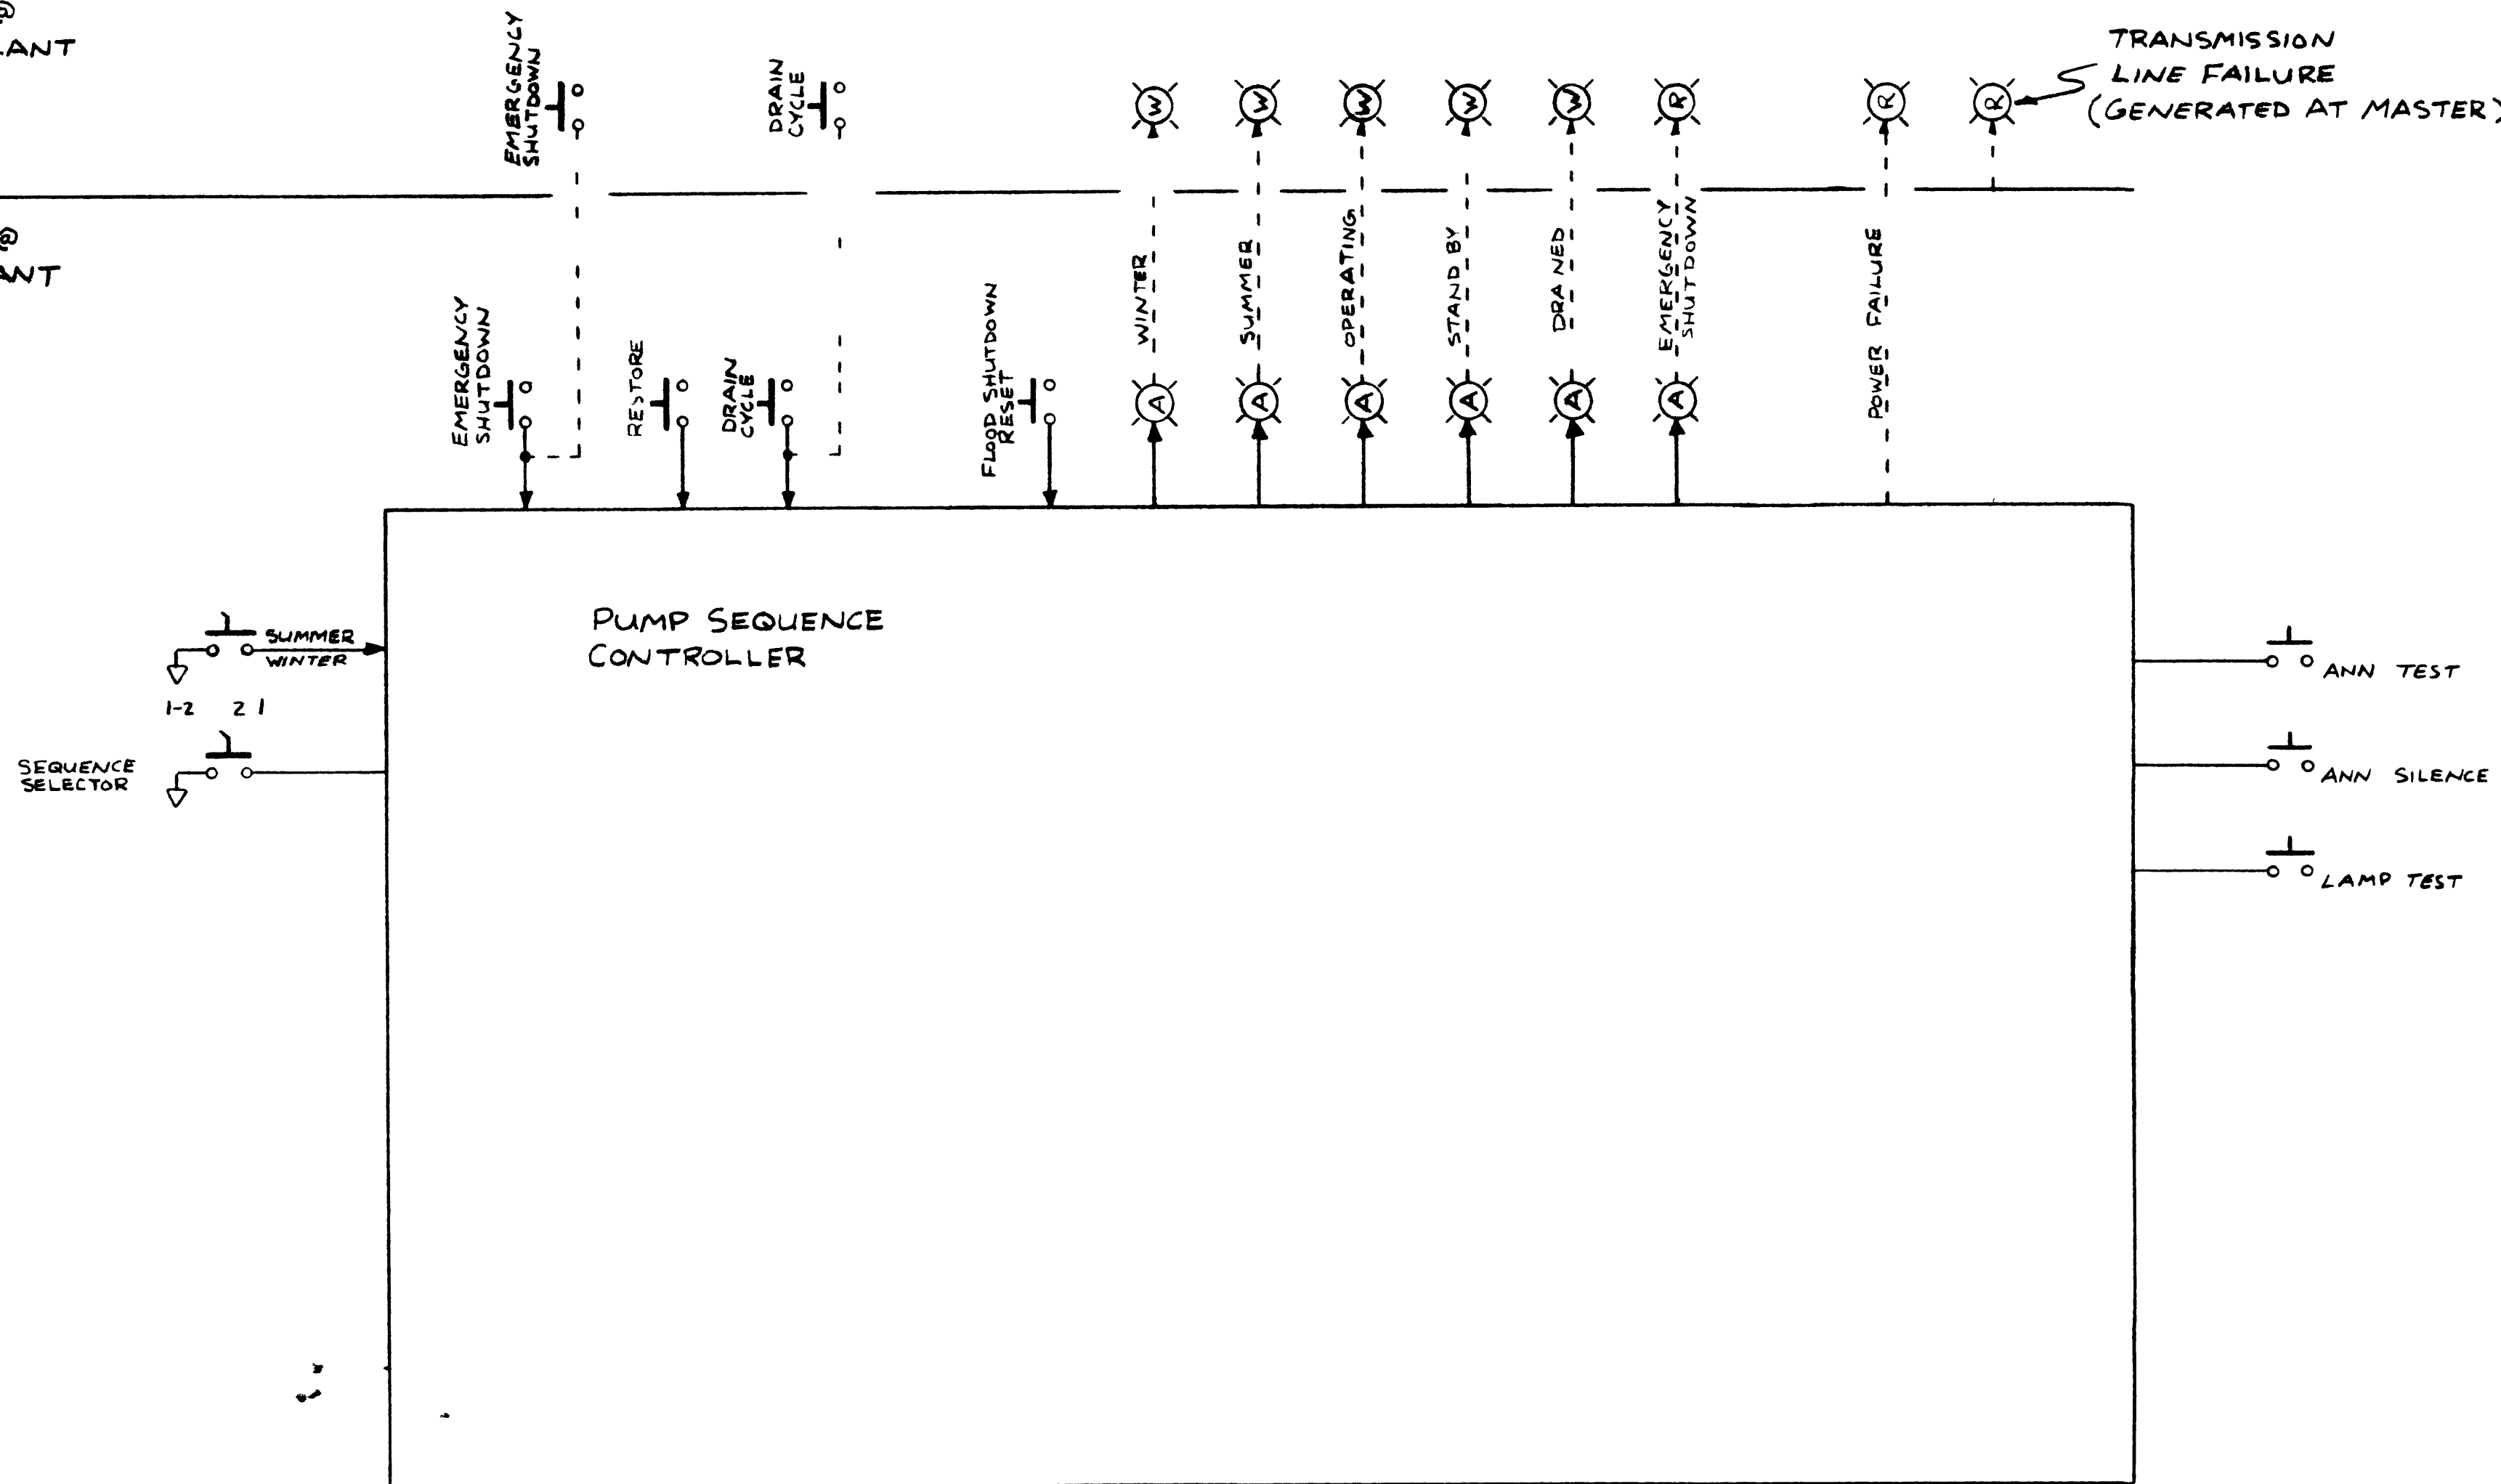 @
LANT
EMERGENCY
SHUTDOWN
DRAIN
CYCLE
W
W
W
W
W
R
R
R
TRANSMISSION
LINE FAILURE
(GENERATED AT MASTER)
@
ANT
EMERGENCY
SHUTDOWN
RESTORE
DRAIN
CYCLE
FLOOD SHUTDOWN
RESET
WINTER
SUMMER
OPERATING
STAND BY
DRA NED
EMERGENCY
SHUTDOWN
POWER FAILURE
A
A
A
A
A
A
PUMP SEQUENCE
CONTROLLER
SUMMER
WINTER
1-2 2 1
SEQUENCE
SELECTOR
ANN TEST
ANN SILENCE
LAMP TEST